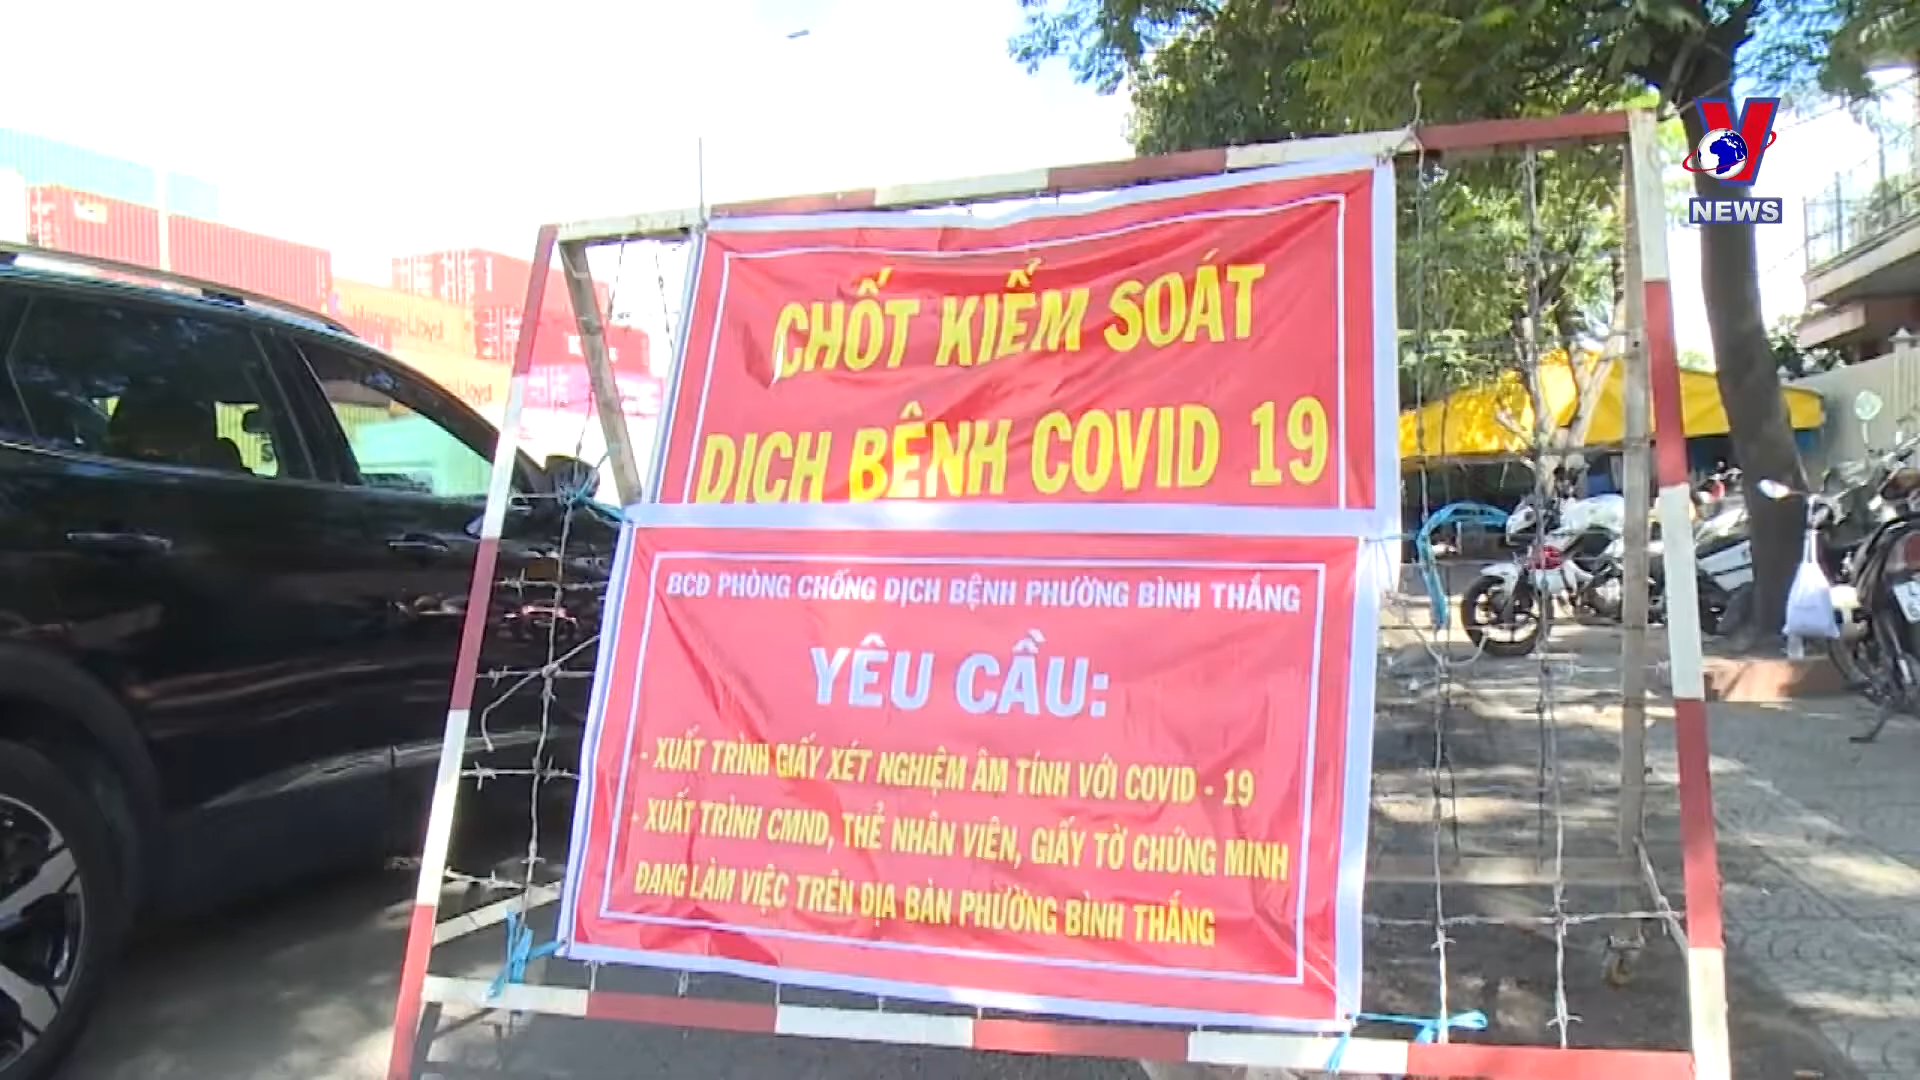 CHỐT KIỂM SOÁT
DỊCH BỆNH COVID 19
BCĐ PHÒNG CHỐNG DỊCH BỆNH PHƯỜNG BÌNH THẮNG
YÊU CẦU:
- XUẤT TRÌNH GIẤY XÉT NGHIỆM ÂM TÍNH VỚI COVID - 19
- XUẤT TRÌNH CMND, THẺ NHÂN VIÊN, GIẤY TỜ CHỨNG MINH
ĐANG LÀM VIỆC TRÊN ĐỊA BÀN PHƯỜNG BÌNH THẮNG
V
NEWS